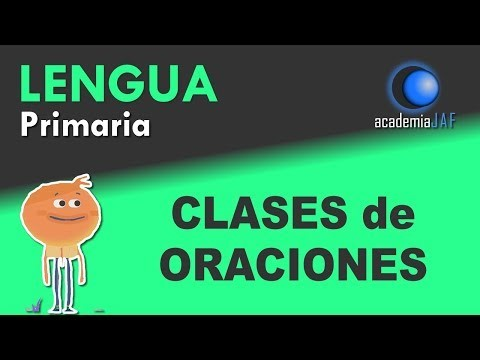 LENGUA
Primaria
academiaJAF
CLASES de
ORACIONES